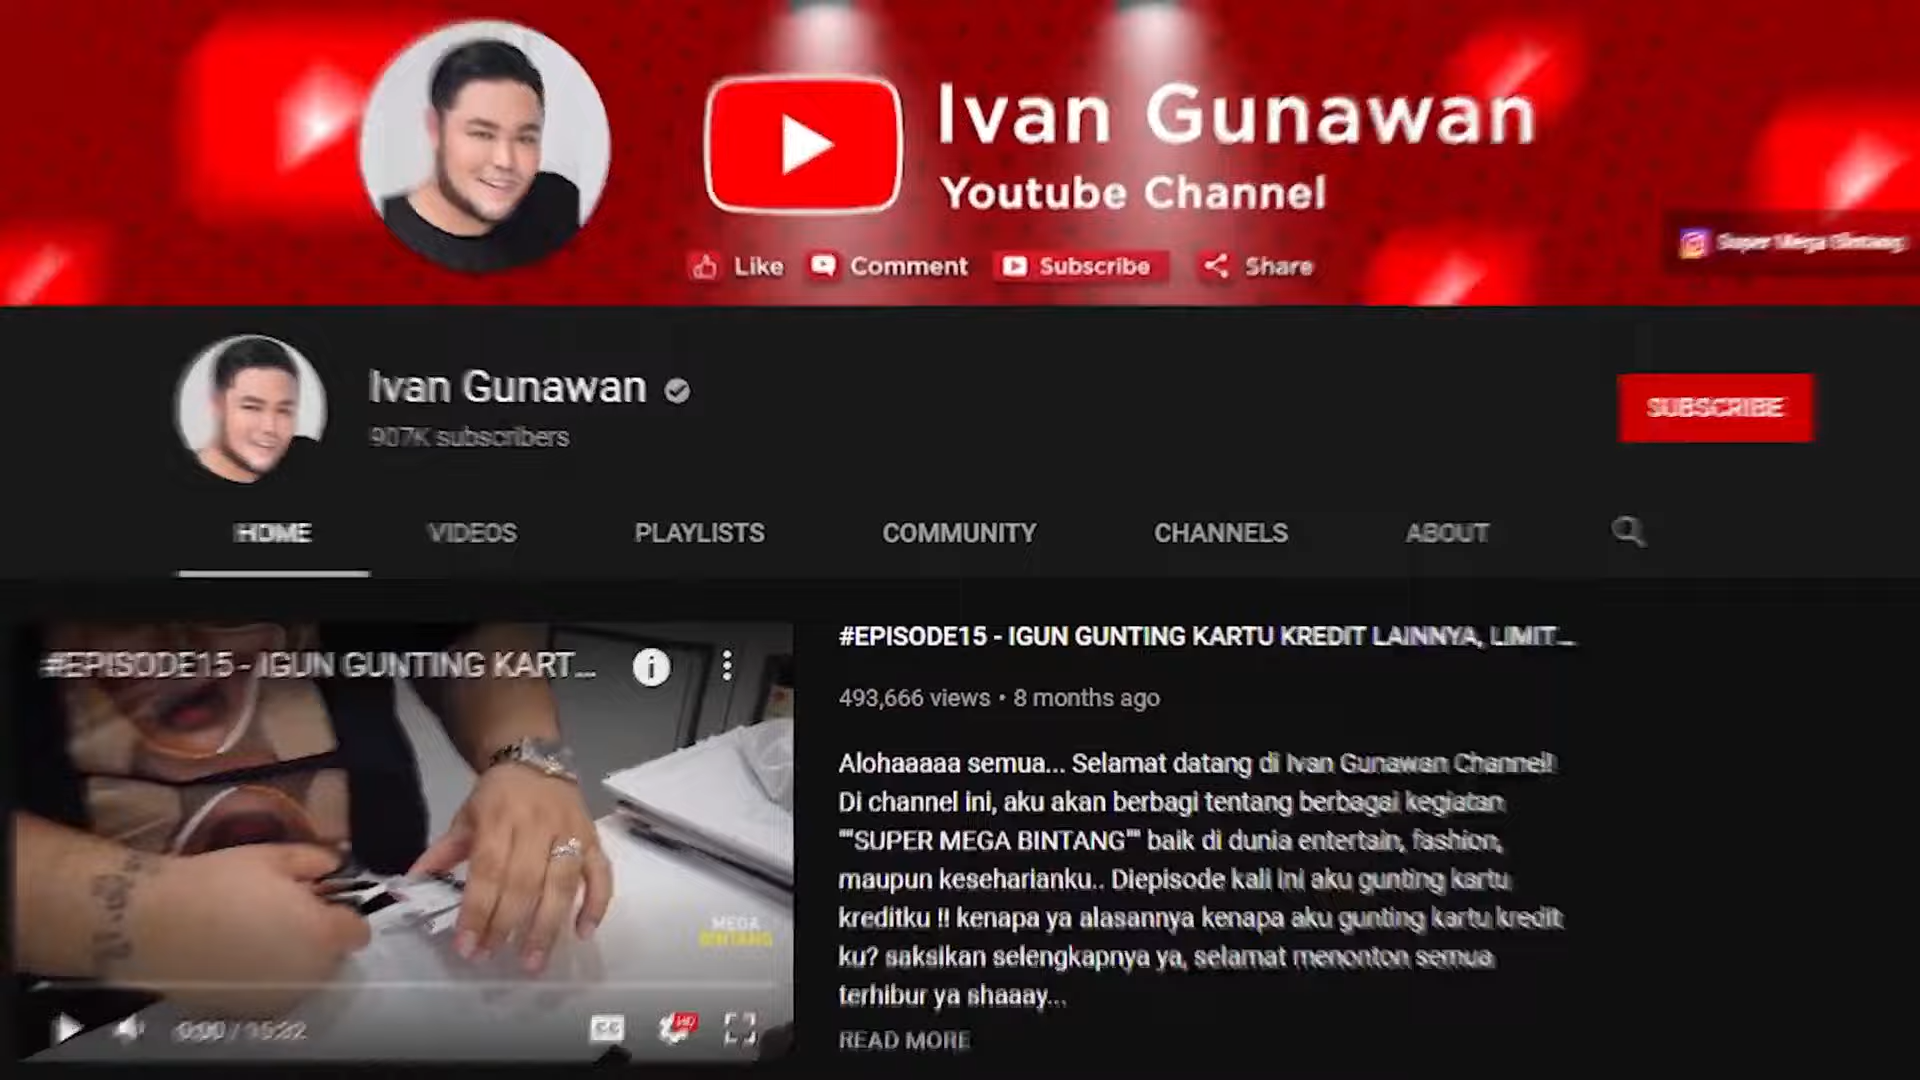 Ivan Gunawan
Youtube Channel
Like Comment Subscribe Share
Super Mega Bintang
Ivan Gunawan
907K subscribers
SUBSCRIBE
HOME VIDEOS PLAYLISTS COMMUNITY CHANNELS ABOUT
#EPISODE15 - IGUN GUNTING KART...
MEGA
BINTANG
0:00 / 15:32
CC HD
#EPISODE15 - IGUN GUNTING KARTU KREDIT LAINNYA, LIMIT...
493,666 views • 8 months ago
Alohaaaaa semua... Selamat datang di Ivan Gunawan Channel!
Di channel ini, aku akan berbagi tentang berbagai kegiatan
""SUPER MEGA BINTANG"" baik di dunia entertain, fashion,
maupun keseharianku.. Diepisode kali ini aku gunting kartu
kreditku !! kenapa ya alasannya kenapa aku gunting kartu kredit
ku? saksikan selengkapnya ya, selamat menonton semua
terhibur ya shaaay...
READ MORE